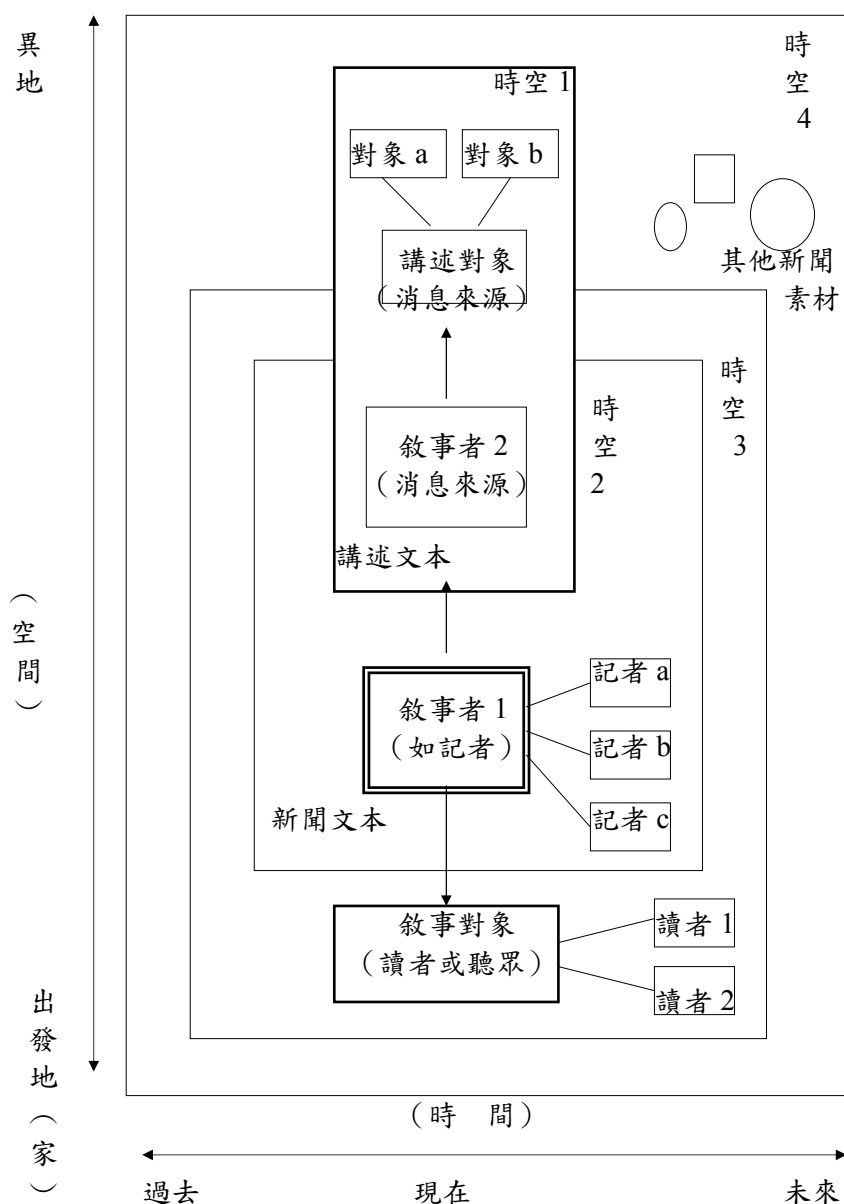 異地
時空4
時空 1
對象 a
對象 b
講述對象
（消息來源）
其他新聞
素材
時空3
時空2
敘事者 2
（消息來源）
講述文本
（空間）
記者 a
敘事者 1
（如記者）
記者 b
記者 c
新聞文本
敘事對象
（讀者或聽眾）
讀者 1
讀者 2
出發地（家）
（時　間）
過去
現在
未來